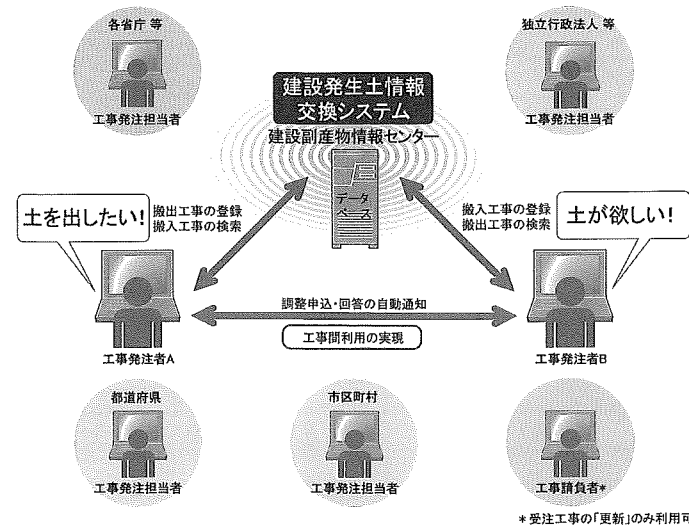 各省庁 等
工事発注担当者
独立行政法人 等
工事発注担当者
建設発生土情報
交換システム
建設副産物情報センター
データ
ベース
土を出したい!
搬出工事の登録
搬入工事の検索
搬入工事の登録
搬出工事の検索
土が欲しい!
調整申込・回答の自動通知
工事間利用の実現
工事発注者A
工事発注者B
都道府県
工事発注担当者
市区町村
工事発注担当者
工事請負者*
*受注工事の「更新」のみ利用可